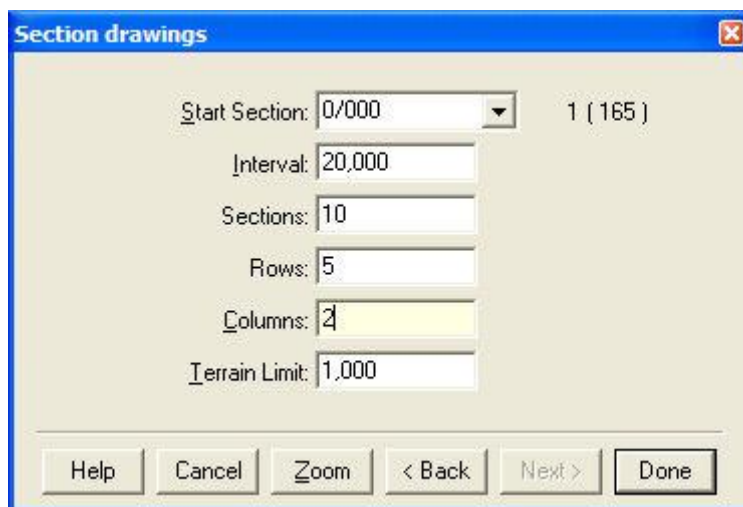 Section drawings
Start Section: 0/000 1 ( 165 )
Interval: 20,000
Sections: 10
Rows: 5
Columns: 2
Terrain Limit: 1,000
Help Cancel Zoom < Back Next > Done